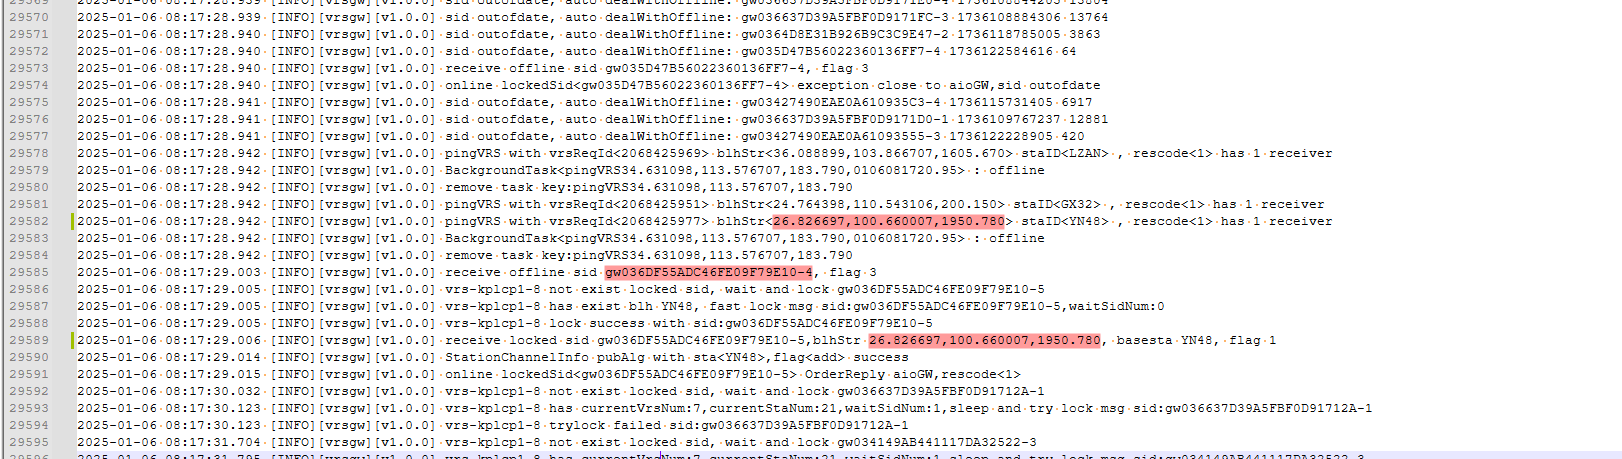 29570 2025-01-06 08:17:28.939 [INFO][vrsgw][v1.0.0] sid outofdate, auto dealWithOffline: gw036637D39A5FBF0D9171FC-3 1736108884306 13764
29571 2025-01-06 08:17:28.940 [INFO][vrsgw][v1.0.0] sid outofdate, auto dealWithOffline: gw0364D8E31B926B9C3C9E47-2 1736118785005 3863
29572 2025-01-06 08:17:28.940 [INFO][vrsgw][v1.0.0] sid outofdate, auto dealWithOffline: gw035D47B56022360136FF7-4 1736122584616 64
29573 2025-01-06 08:17:28.940 [INFO][vrsgw][v1.0.0] receive offline sid gw035D47B56022360136FF7-4, flag 3
29574 2025-01-06 08:17:28.940 [INFO][vrsgw][v1.0.0] online lockedSid<gw035D47B56022360136FF7-4> exception close to aioGW,sid outofdate
29575 2025-01-06 08:17:28.941 [INFO][vrsgw][v1.0.0] sid outofdate, auto dealWithOffline: gw03427490EAE0A610935C3-4 1736115731405 6917
29576 2025-01-06 08:17:28.941 [INFO][vrsgw][v1.0.0] sid outofdate, auto dealWithOffline: gw036637D39A5FBF0D9171D0-1 1736109767237 12881
29577 2025-01-06 08:17:28.941 [INFO][vrsgw][v1.0.0] sid outofdate, auto dealWithOffline: gw03427490EAE0A61093555-3 1736122228905 420
29578 2025-01-06 08:17:28.942 [INFO][vrsgw][v1.0.0] pingVRS with vrsReqId<2068425969> blhStr<36.088899,103.866707,1605.670> staID<LZAN> , rescode<1> has 1 receiver
29579 2025-01-06 08:17:28.942 [INFO][vrsgw][v1.0.0] BackgroundTask<pingVRS34.631098,113.576707,183.790,0106081720.95> : offline
29580 2025-01-06 08:17:28.942 [INFO][vrsgw][v1.0.0] remove task key:pingVRS34.631098,113.576707,183.790
29581 2025-01-06 08:17:28.942 [INFO][vrsgw][v1.0.0] pingVRS with vrsReqId<2068425951> blhStr<24.764398,110.543106,200.150> staID<GX32> , rescode<1> has 1 receiver
29582 2025-01-06 08:17:28.942 [INFO][vrsgw][v1.0.0] pingVRS with vrsReqId<2068425977> blhStr<26.826697,100.660007,1950.780> staID<YN48> , rescode<1> has 1 receiver
29583 2025-01-06 08:17:28.942 [INFO][vrsgw][v1.0.0] BackgroundTask<pingVRS34.631098,113.576707,183.790,0106081720.95> : offline
29584 2025-01-06 08:17:28.942 [INFO][vrsgw][v1.0.0] remove task key:pingVRS34.631098,113.576707,183.790
29585 2025-01-06 08:17:29.003 [INFO][vrsgw][v1.0.0] receive offline sid gw036DF55ADC46FE09F79E10-4, flag 3
29586 2025-01-06 08:17:29.005 [INFO][vrsgw][v1.0.0] vrs-kplcp1-8 not exist locked sid, wait and lock gw036DF55ADC46FE09F79E10-5
29587 2025-01-06 08:17:29.005 [INFO][vrsgw][v1.0.0] vrs-kplcp1-8 has blh YN48, fast lock msg sid:gw036DF55ADC46FE09F79E10-5,waitSidNum:0
29588 2025-01-06 08:17:29.005 [INFO][vrsgw][v1.0.0] vrs-kplcp1-8 lock success with sid:gw036DF55ADC46FE09F79E10-5
29589 2025-01-06 08:17:29.006 [INFO][vrsgw][v1.0.0] receive locked sid gw036DF55ADC46FE09F79E10-5,blhStr 26.826697,100.660007,1950.780, basesta YN48, flag 1
29590 2025-01-06 08:17:29.014 [INFO][vrsgw][v1.0.0] StationChannelInfo pubAlg with sta<YN48>,flag<add> success
29591 2025-01-06 08:17:29.015 [INFO][vrsgw][v1.0.0] online lockedSid<gw036DF55ADC46FE09F79E10-5> OrderReply aioGW,rescode<1>
29592 2025-01-06 08:17:30.032 [INFO][vrsgw][v1.0.0] vrs-kplcp1-8 not exist locked sid, wait and lock gw036637D39A5FBF0D91712A-1
29593 2025-01-06 08:17:30.123 [INFO][vrsgw][v1.0.0] vrs-kplcp1-8 has currentVrsNum:7,currentStaNum:21,waitSidNum:1,sleep and try lock msg sid:gw036637D39A5FBF0D91712A-1
29594 2025-01-06 08:17:30.123 [INFO][vrsgw][v1.0.0] vrs-kplcp1-8 trylock failed sid:gw036637D39A5FBF0D91712A-1
29595 2025-01-06 08:17:31.704 [INFO][vrsgw][v1.0.0] vrs-kplcp1-8 not exist locked sid, wait and lock gw034149AB441117DA32522-3